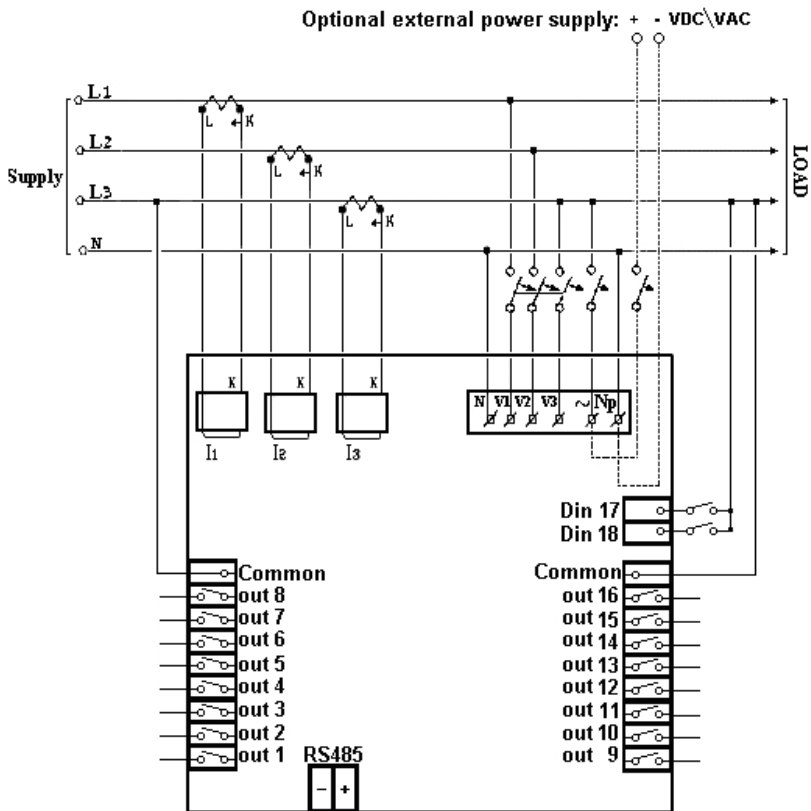 Optional external power supply: + - VDC\VAC
L1
L K
L2
L K
Supply
LOAD
L3
L K
N
K K K
N V1 V2 V3 ~ Np
I1 I2 I3
Din 17
Din 18
Common Common
out 8 out 16
out 7 out 15
out 6 out 14
out 5 out 13
out 4 out 12
out 3 out 11
out 2 out 10
out 1 out 9
RS485
- +